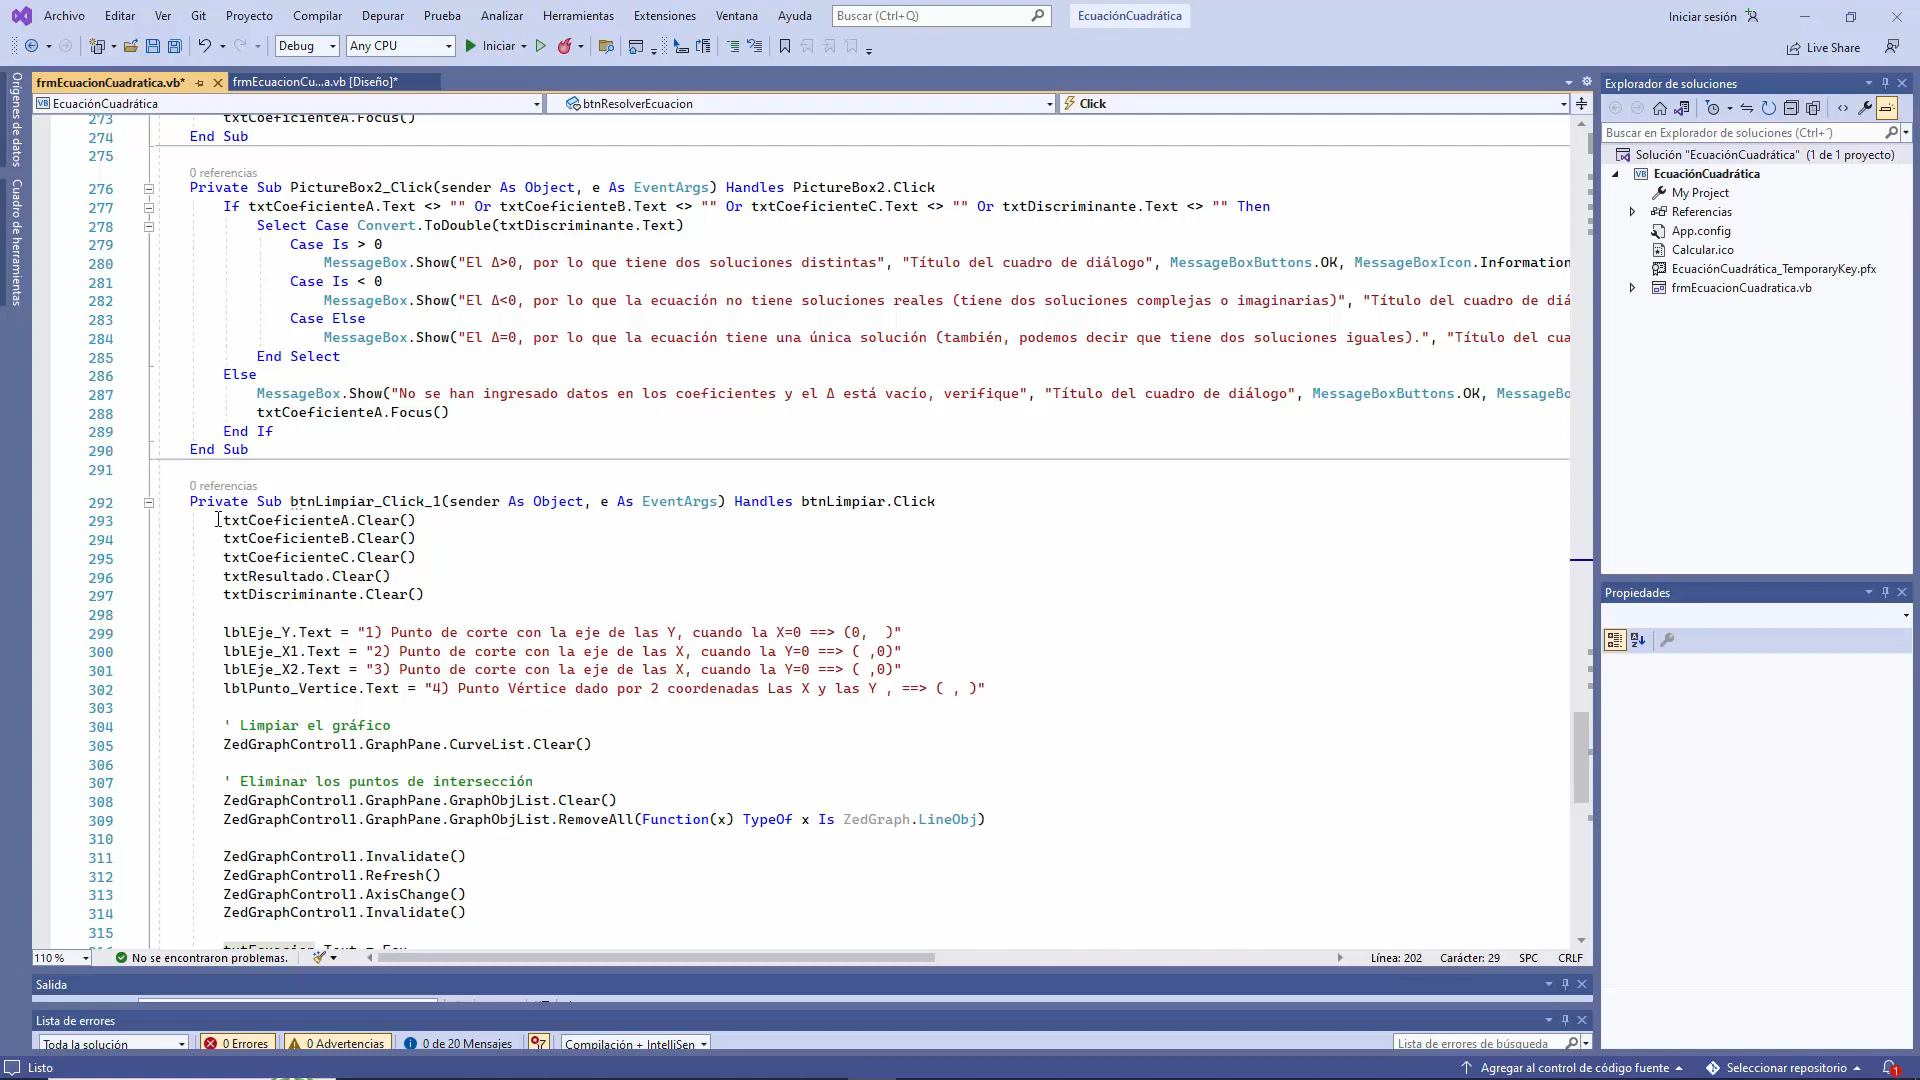 Archivo Editar Ver Git Proyecto Compilar Depurar Prueba Analizar Herramientas Extensiones Ventana Ayuda Buscar (Ctrl+Q) EcuaciónCuadrática Iniciar sesión
Debug Any CPU Iniciar Live Share
frmEcuacionCuadratica.vb* frmEcuacionCu...a.vb [Diseño]*
EcuaciónCuadrática btnResolverEcuacion Click
Orígenes de datos
Cuadro de herramientas
273 txtCoeficienteA.Focus()
274 End Sub
275
0 referencias
276 Private Sub PictureBox2_Click(sender As Object, e As EventArgs) Handles PictureBox2.Click
277 If txtCoeficienteA.Text <> "" Or txtCoeficienteB.Text <> "" Or txtCoeficienteC.Text <> "" Or txtDiscriminante.Text <> "" Then
278 Select Case Convert.ToDouble(txtDiscriminante.Text)
279 Case Is > 0
280 MessageBox.Show("El Δ>0, por lo que tiene dos soluciones distintas", "Título del cuadro de diálogo", MessageBoxButtons.OK, MessageBoxIcon.Information
281 Case Is < 0
282 MessageBox.Show("El Δ<0, por lo que la ecuación no tiene soluciones reales (tiene dos soluciones complejas o imaginarias)", "Título del cuadro de diá
283 Case Else
284 MessageBox.Show("El Δ=0, por lo que la ecuación tiene una única solución (también, podemos decir que tiene dos soluciones iguales).", "Título del cua
285 End Select
286 Else
287 MessageBox.Show("No se han ingresado datos en los coeficientes y el Δ está vacío, verifique", "Título del cuadro de diálogo", MessageBoxButtons.OK, MessageBo
288 txtCoeficienteA.Focus()
289 End If
290 End Sub
291
0 referencias
292 Private Sub btnLimpiar_Click_1(sender As Object, e As EventArgs) Handles btnLimpiar.Click
293 txtCoeficienteA.Clear()
294 txtCoeficienteB.Clear()
295 txtCoeficienteC.Clear()
296 txtResultado.Clear()
297 txtDiscriminante.Clear()
298
299 lblEje_Y.Text = "1) Punto de corte con la eje de las Y, cuando la X=0 ==> (0,  )"
300 lblEje_X1.Text = "2) Punto de corte con la eje de las X, cuando la Y=0 ==> ( ,0)"
301 lblEje_X2.Text = "3) Punto de corte con la eje de las X, cuando la Y=0 ==> ( ,0)"
302 lblPunto_Vertice.Text = "4) Punto Vértice dado por 2 coordenadas Las X y las Y , ==> ( , )"
303
304 ' Limpiar el gráfico
305 ZedGraphControl1.GraphPane.CurveList.Clear()
306
307 ' Eliminar los puntos de intersección
308 ZedGraphControl1.GraphPane.GraphObjList.Clear()
309 ZedGraphControl1.GraphPane.GraphObjList.RemoveAll(Function(x) TypeOf x Is ZedGraph.LineObj)
310
311 ZedGraphControl1.Invalidate()
312 ZedGraphControl1.Refresh()
313 ZedGraphControl1.AxisChange()
314 ZedGraphControl1.Invalidate()
315
110 % No se encontraron problemas. Línea: 202 Carácter: 29 SPC CRLF
Salida
Lista de errores
Toda la solución 0 Errores 0 Advertencias 0 de 20 Mensajes Compilación + IntelliSen Lista de errores de búsqueda
Explorador de soluciones
Buscar en Explorador de soluciones (Ctrl+´)
Solución "EcuaciónCuadrática" (1 de 1 proyecto)
EcuaciónCuadrática
My Project
Referencias
App.config
Calcular.ico
EcuaciónCuadrática_TemporaryKey.pfx
frmEcuacionCuadratica.vb
Propiedades
Listo Agregar al control de código fuente Seleccionar repositorio 1